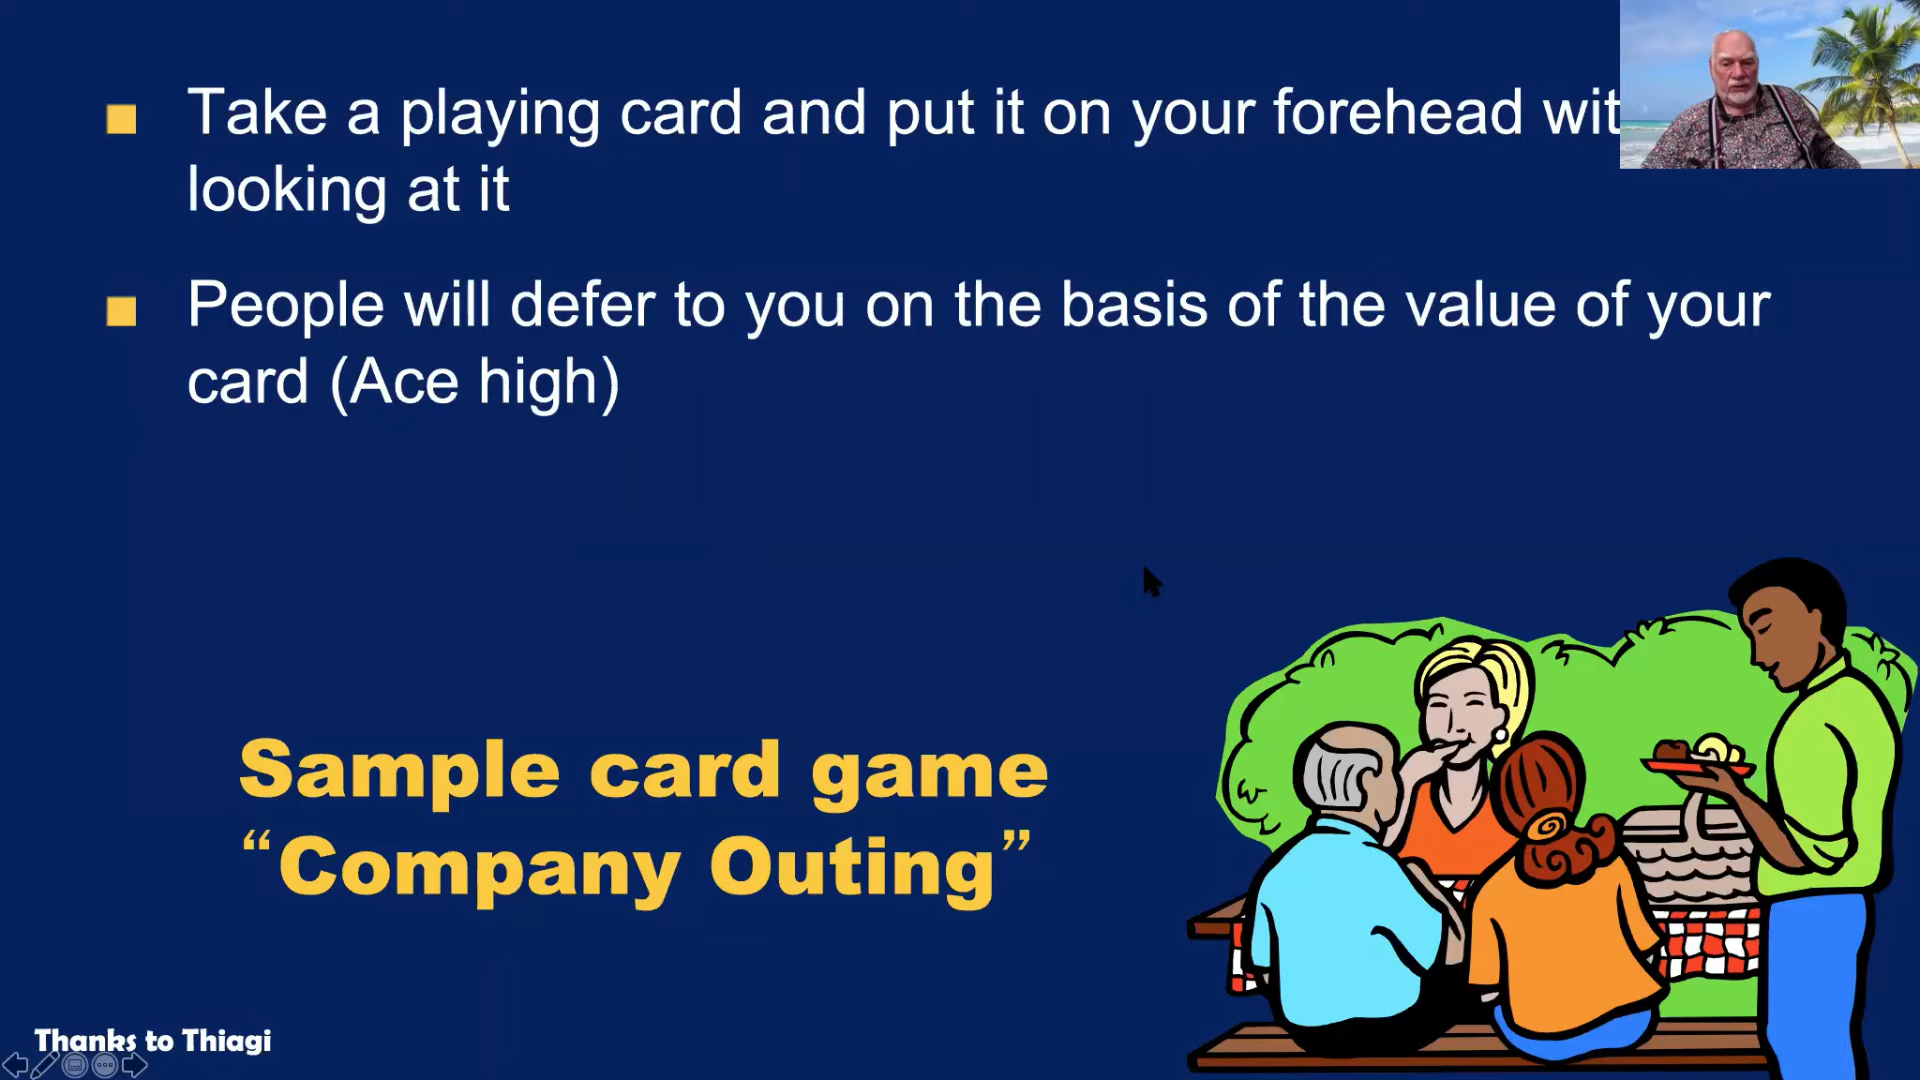 Take a playing card and put it on your forehead wit
looking at it
People will defer to you on the basis of the value of your
card (Ace high)
Sample card game
“Company Outing”
Thanks to Thiagi